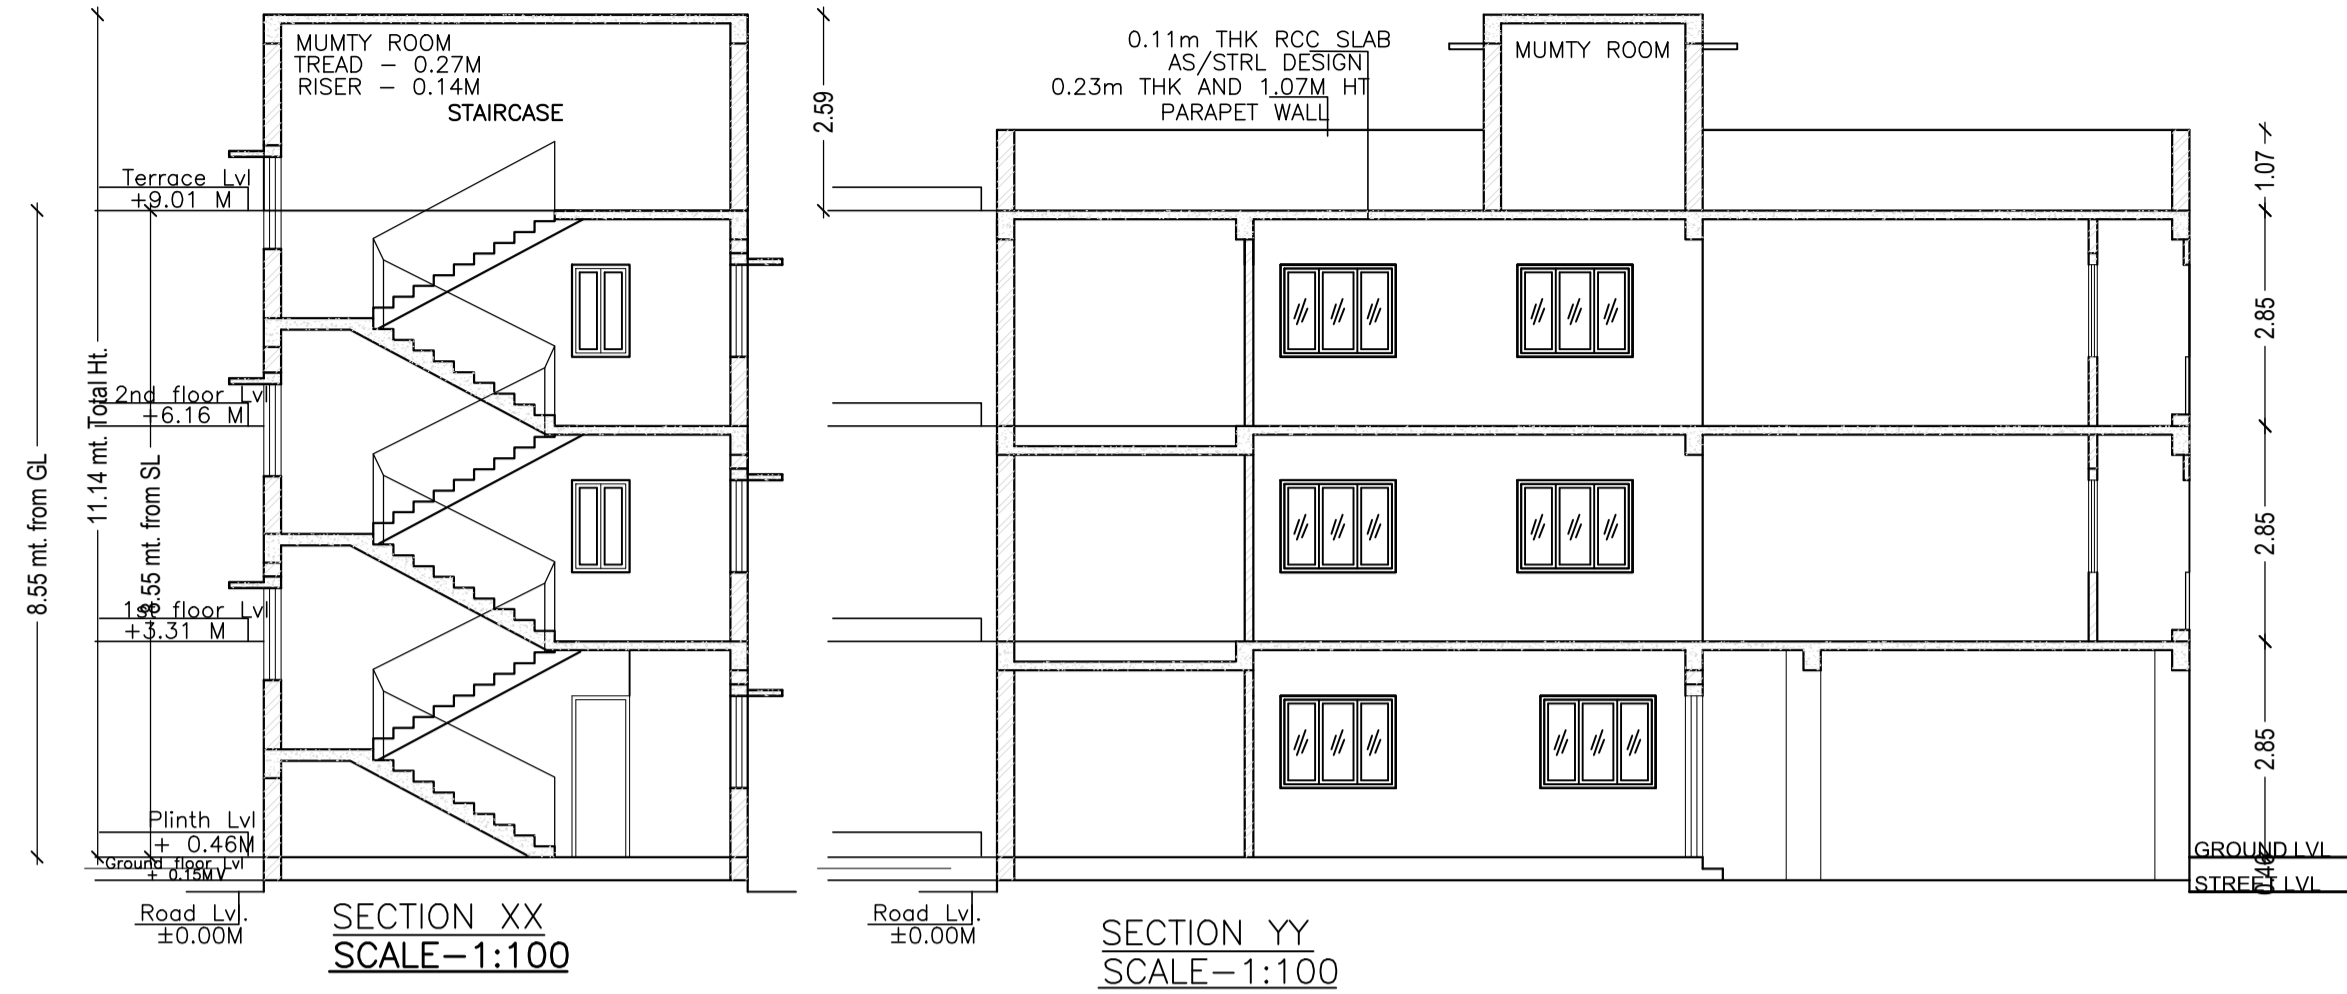 MUMTY ROOM
TREAD - 0.27M
RISER - 0.14M
STAIRCASE
Terrace Lvl
+9.01 M
2nd floor Lvl
+6.16 M
1st floor Lvl
+3.31 M
Plinth Lvl
+ 0.46M
Ground floor Lvl
+ 0.15MV
Road Lvl.
±0.00M
8.55 mt. from GL
11.14 mt. Total Ht.
8.55 mt. from SL
SECTION XX
SCALE-1:100
2.59
0.11m THK RCC SLAB
AS/STRL DESIGN
0.23m THK AND 1.07M HT
PARAPET WALL
MUMTY ROOM
1.07
2.85
2.85
2.85
0.46
GROUND LVL
STREET LVL
Road Lvl.
±0.00M
SECTION YY
SCALE-1:100